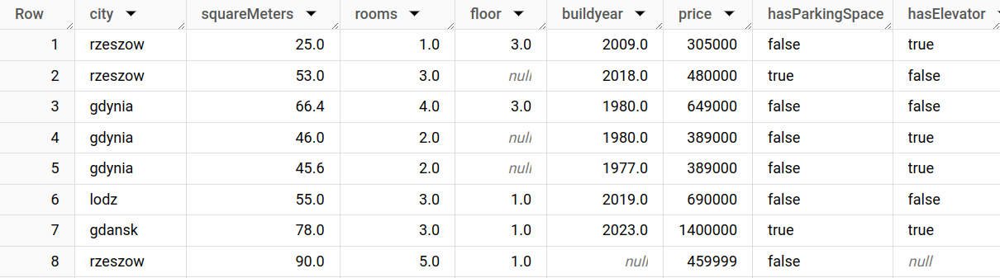 Row city squareMeters rooms floor buildyear price hasParkingSpace hasElevator
1 rzeszow 25.0 1.0 3.0 2009.0 305000 false true
2 rzeszow 53.0 3.0 null 2018.0 480000 true false
3 gdynia 66.4 4.0 3.0 1980.0 649000 false false
4 gdynia 46.0 2.0 null 1980.0 389000 false true
5 gdynia 45.6 2.0 null 1977.0 389000 false true
6 lodz 55.0 3.0 1.0 2019.0 690000 false false
7 gdansk 78.0 3.0 1.0 2023.0 1400000 true true
8 rzeszow 90.0 5.0 1.0 null 459999 false null